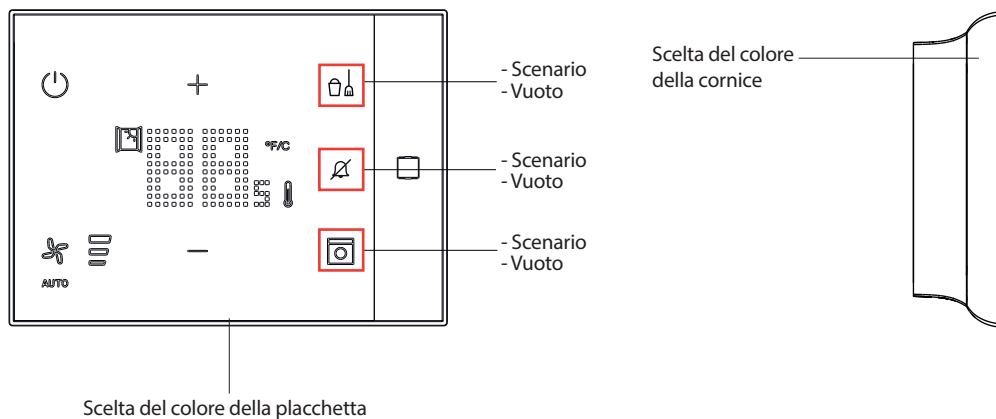 - Scenario
- Vuoto
Scelta del colore
della cornice
°F/C
- Scenario
- Vuoto
- Scenario
- Vuoto
AUTO
Scelta del colore della placchetta